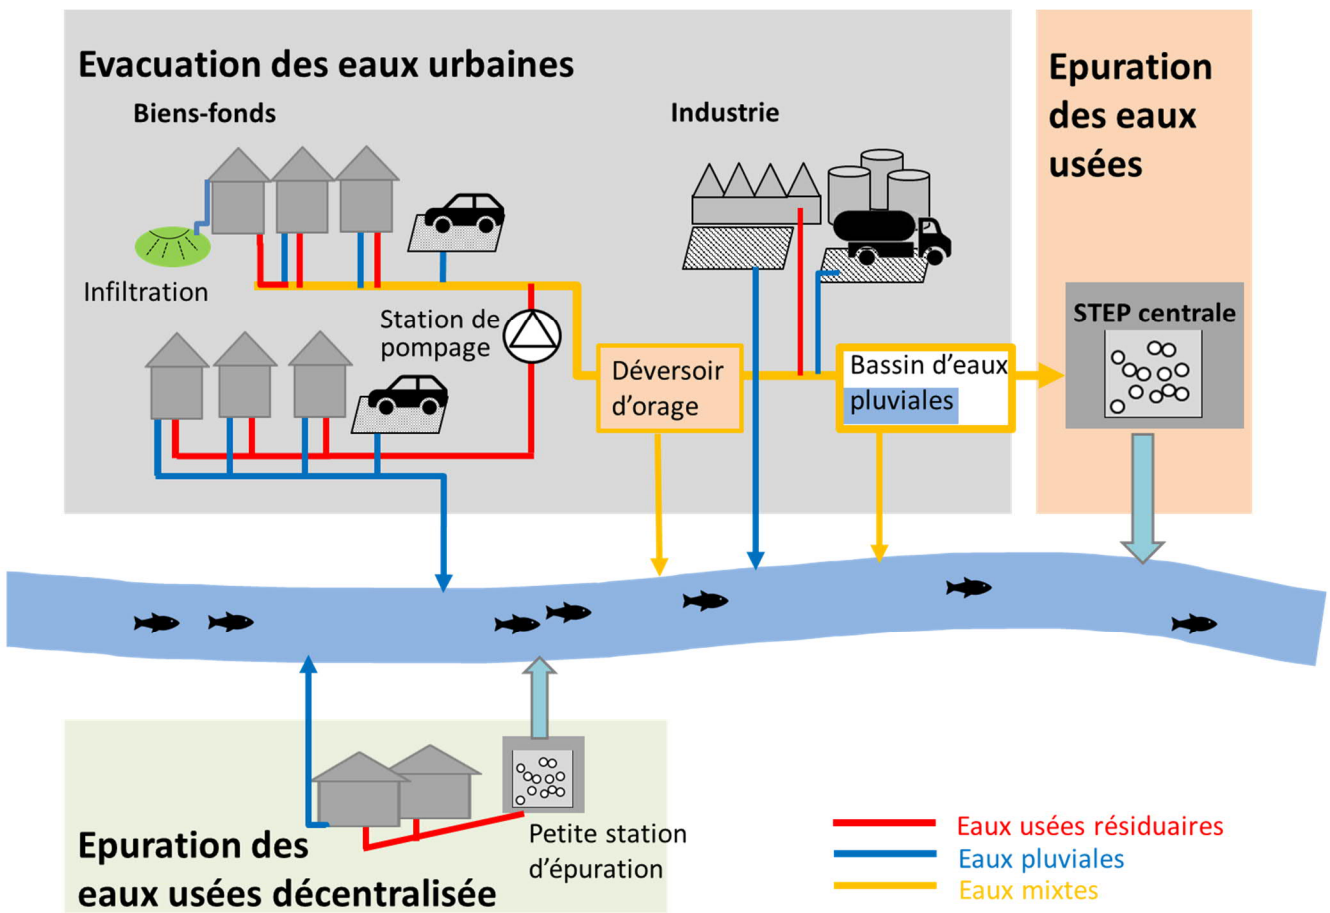 Evacuation des eaux urbaines
Biens-fonds
Industrie
Infiltration
Station de
pompage
Déversoir
d'orage
Bassin d'eaux
pluviales
Epuration
des eaux
usées
STEP centrale
Epuration des
eaux usées décentralisée
Petite station
d'épuration
Eaux usées résiduaires
Eaux pluviales
Eaux mixtes